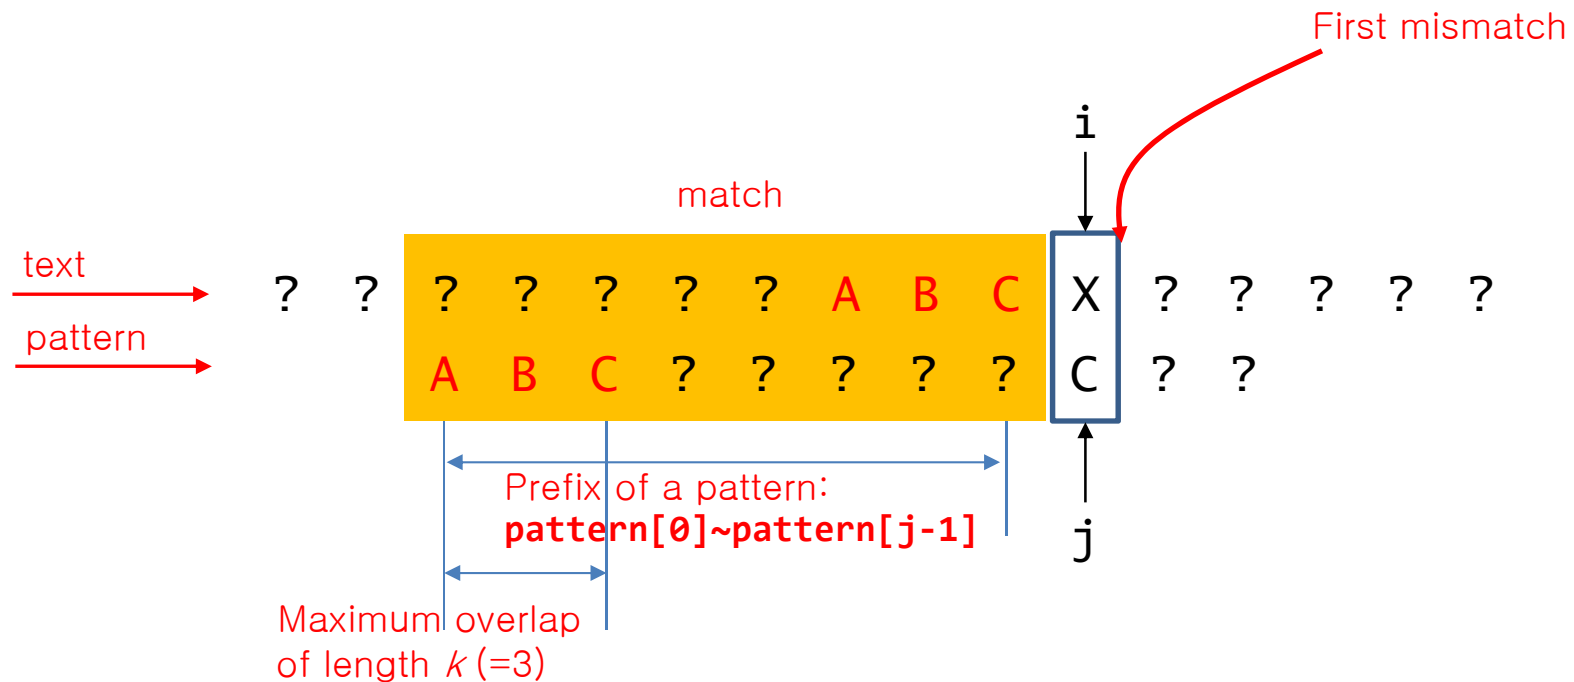 First mismatch
i
match
text
? ? ? ? ? ? ? A B C X ? ? ? ? ?
pattern
A B C ? ? ? ? ? C ? ?
Prefix of a pattern:
pattern[0]~pattern[j-1]
j
Maximum overlap
of length k (=3)